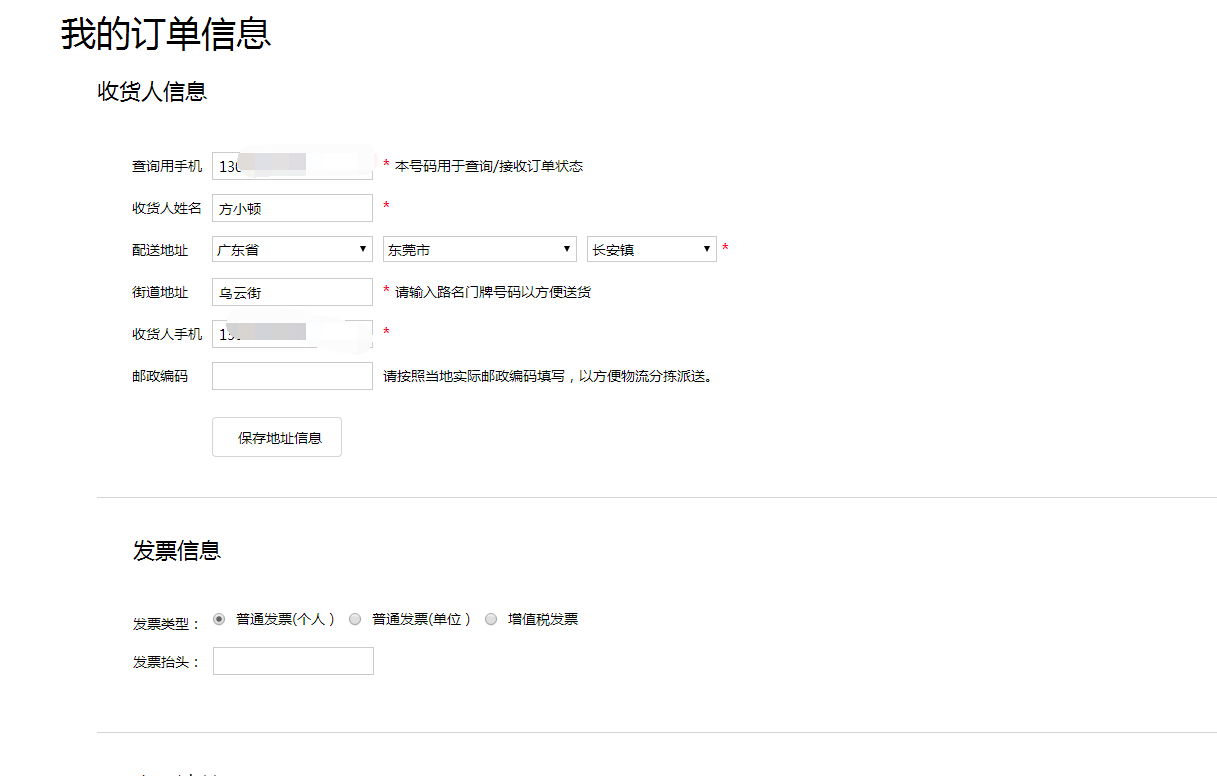 我的订单信息
收货人信息
查询用手机 130 * 本号码用于查询/接收订单状态
收货人姓名 方小顿 *
配送地址 广东省 东莞市 长安镇 *
街道地址 乌云街 * 请输入路名门牌号码以方便送货
收货人手机 *
邮政编码 请按照当地实际邮政编码填写，以方便物流分拣派送。
保存地址信息
发票信息
发票类型： 普通发票(个人） 普通发票(单位） 增值税发票
发票抬头：